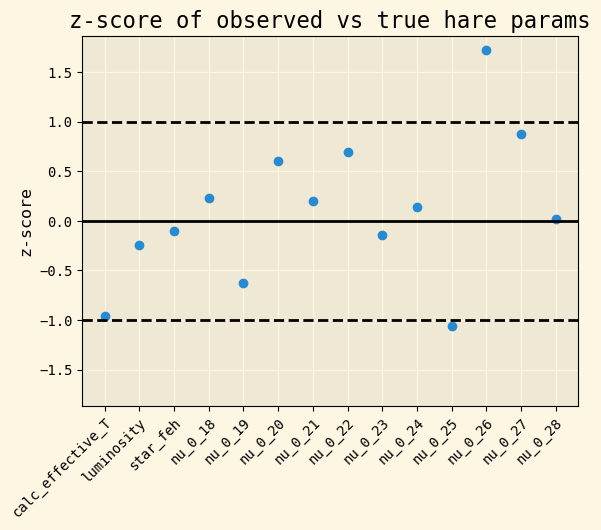 z-score of observed vs true hare params
z-score
1.5
1.0
0.5
0.0
−0.5
−1.0
−1.5
calc_effective_T
luminosity
star_feh
nu_0_18
nu_0_19
nu_0_20
nu_0_21
nu_0_22
nu_0_23
nu_0_24
nu_0_25
nu_0_26
nu_0_27
nu_0_28